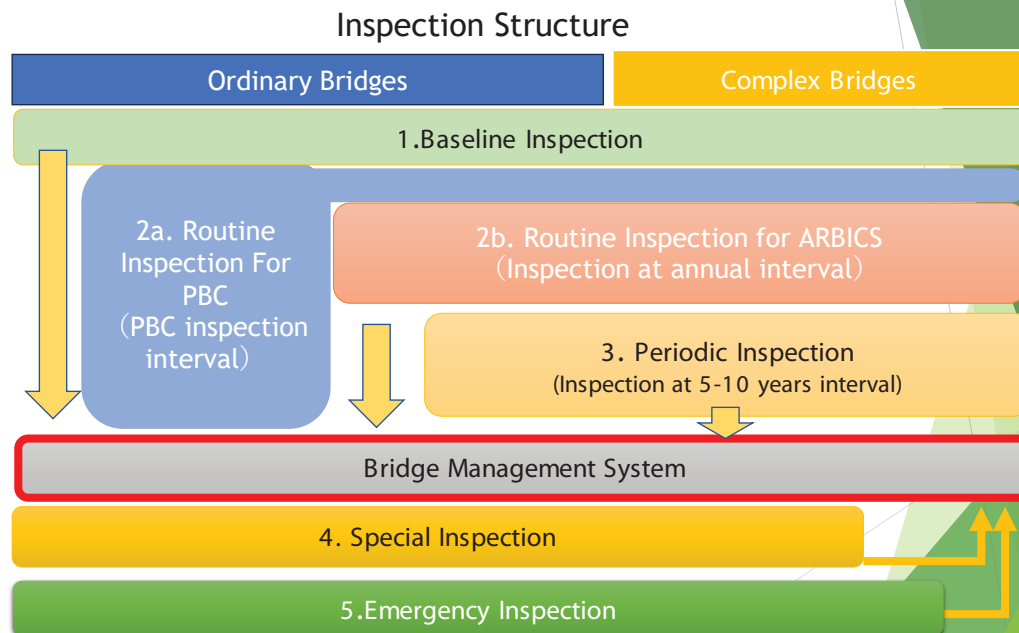 Inspection Structure
Ordinary Bridges
Complex Bridges
1.Baseline Inspection
2a. Routine
Inspection For
PBC
（PBC inspection
interval）
2b. Routine Inspection for ARBICS
（Inspection at annual interval）
3. Periodic Inspection
(Inspection at 5-10 years interval)
Bridge Management System
4. Special Inspection
5.Emergency Inspection